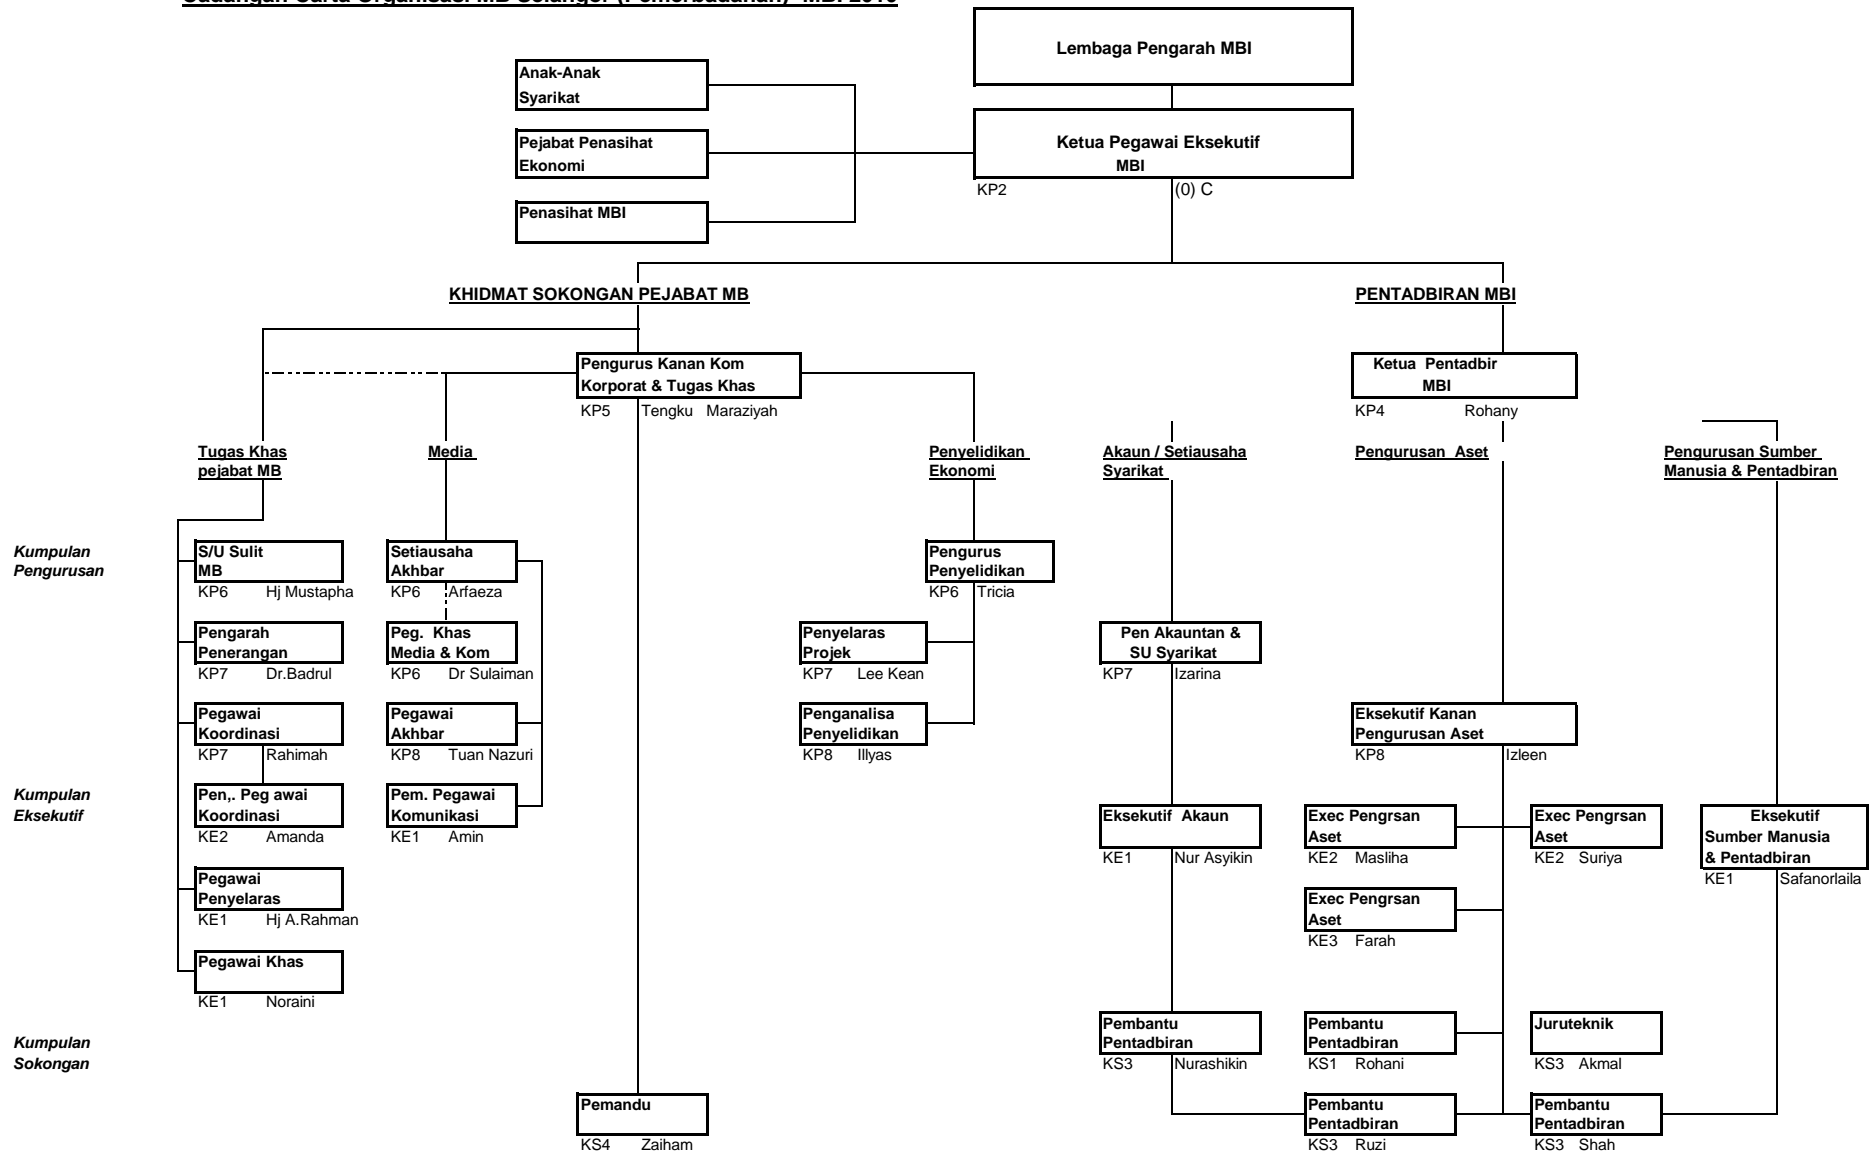 Lembaga Pengarah MBI
Anak-Anak
Syarikat
Pejabat Penasihat
Ekonomi
Ketua Pegawai Eksekutif
MBI
KP2 (0) C
Penasihat MBI
KHIDMAT SOKONGAN PEJABAT MB
PENTADBIRAN MBI
Pengurus Kanan Kom
Korporat & Tugas Khas
KP5 Tengku Maraziyah
Ketua Pentadbir
MBI
KP4 Rohany
Tugas Khas
pejabat MB
Media
Penyelidikan
Ekonomi
Akaun / Setiausaha
Syarikat
Pengurusan Aset
Pengurusan Sumber
Manusia & Pentadbiran
Kumpulan
Pengurusan
S/U Sulit
MB
KP6 Hj Mustapha
Setiausaha
Akhbar
KP6 Arfaeza
Pengurus
Penyelidikan
KP6 Tricia
Pengarah
Penerangan
KP7 Dr.Badrul
Peg. Khas
Media & Kom
KP6 Dr Sulaiman
Penyelaras
Projek
KP7 Lee Kean
Pen Akauntan &
SU Syarikat
KP7 Izarina
Pegawai
Koordinasi
KP7 Rahimah
Pegawai
Akhbar
KP8 Tuan Nazuri
Penganalisa
Penyelidikan
KP8 Illyas
Eksekutif Kanan
Pengurusan Aset
KP8 Izleen
Kumpulan
Eksekutif
Pen,. Peg awai
Koordinasi
KE2 Amanda
Pem. Pegawai
Komunikasi
KE1 Amin
Eksekutif Akaun
KE1 Nur Asyikin
Exec Pengrsan
Aset
KE2 Masliha
Exec Pengrsan
Aset
KE2 Suriya
Eksekutif
Sumber Manusia
& Pentadbiran
KE1 Safanorlaila
Pegawai
Penyelaras
KE1 Hj A.Rahman
Exec Pengrsan
Aset
KE3 Farah
Pegawai Khas
KE1 Noraini
Kumpulan
Sokongan
Pembantu
Pentadbiran
KS3 Nurashikin
Pembantu
Pentadbiran
KS1 Rohani
Juruteknik
KS3 Akmal
Pemandu
KS4 Zaiham
Pembantu
Pentadbiran
KS3 Ruzi
Pembantu
Pentadbiran
KS3 Shah